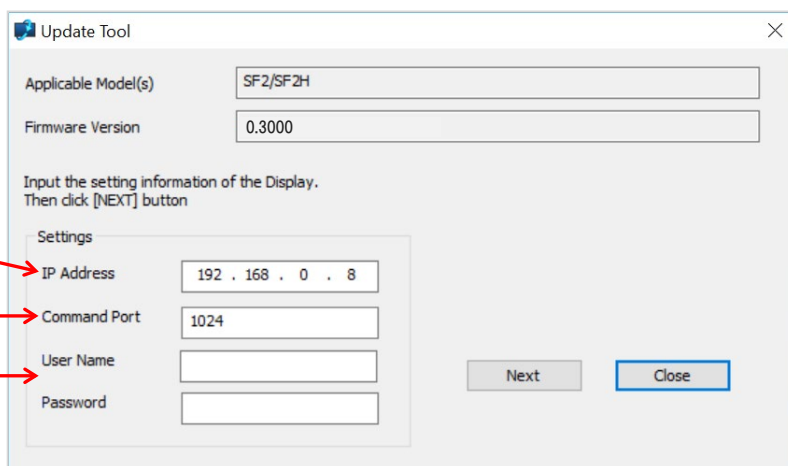 Update Tool
Applicable Model(s) SF2/SF2H
Firmware Version 0.3000
Input the setting information of the Display.
Then click [NEXT] button
Settings
IP Address 192 . 168 . 0 . 8
Command Port 1024
User Name
Next Close
Password